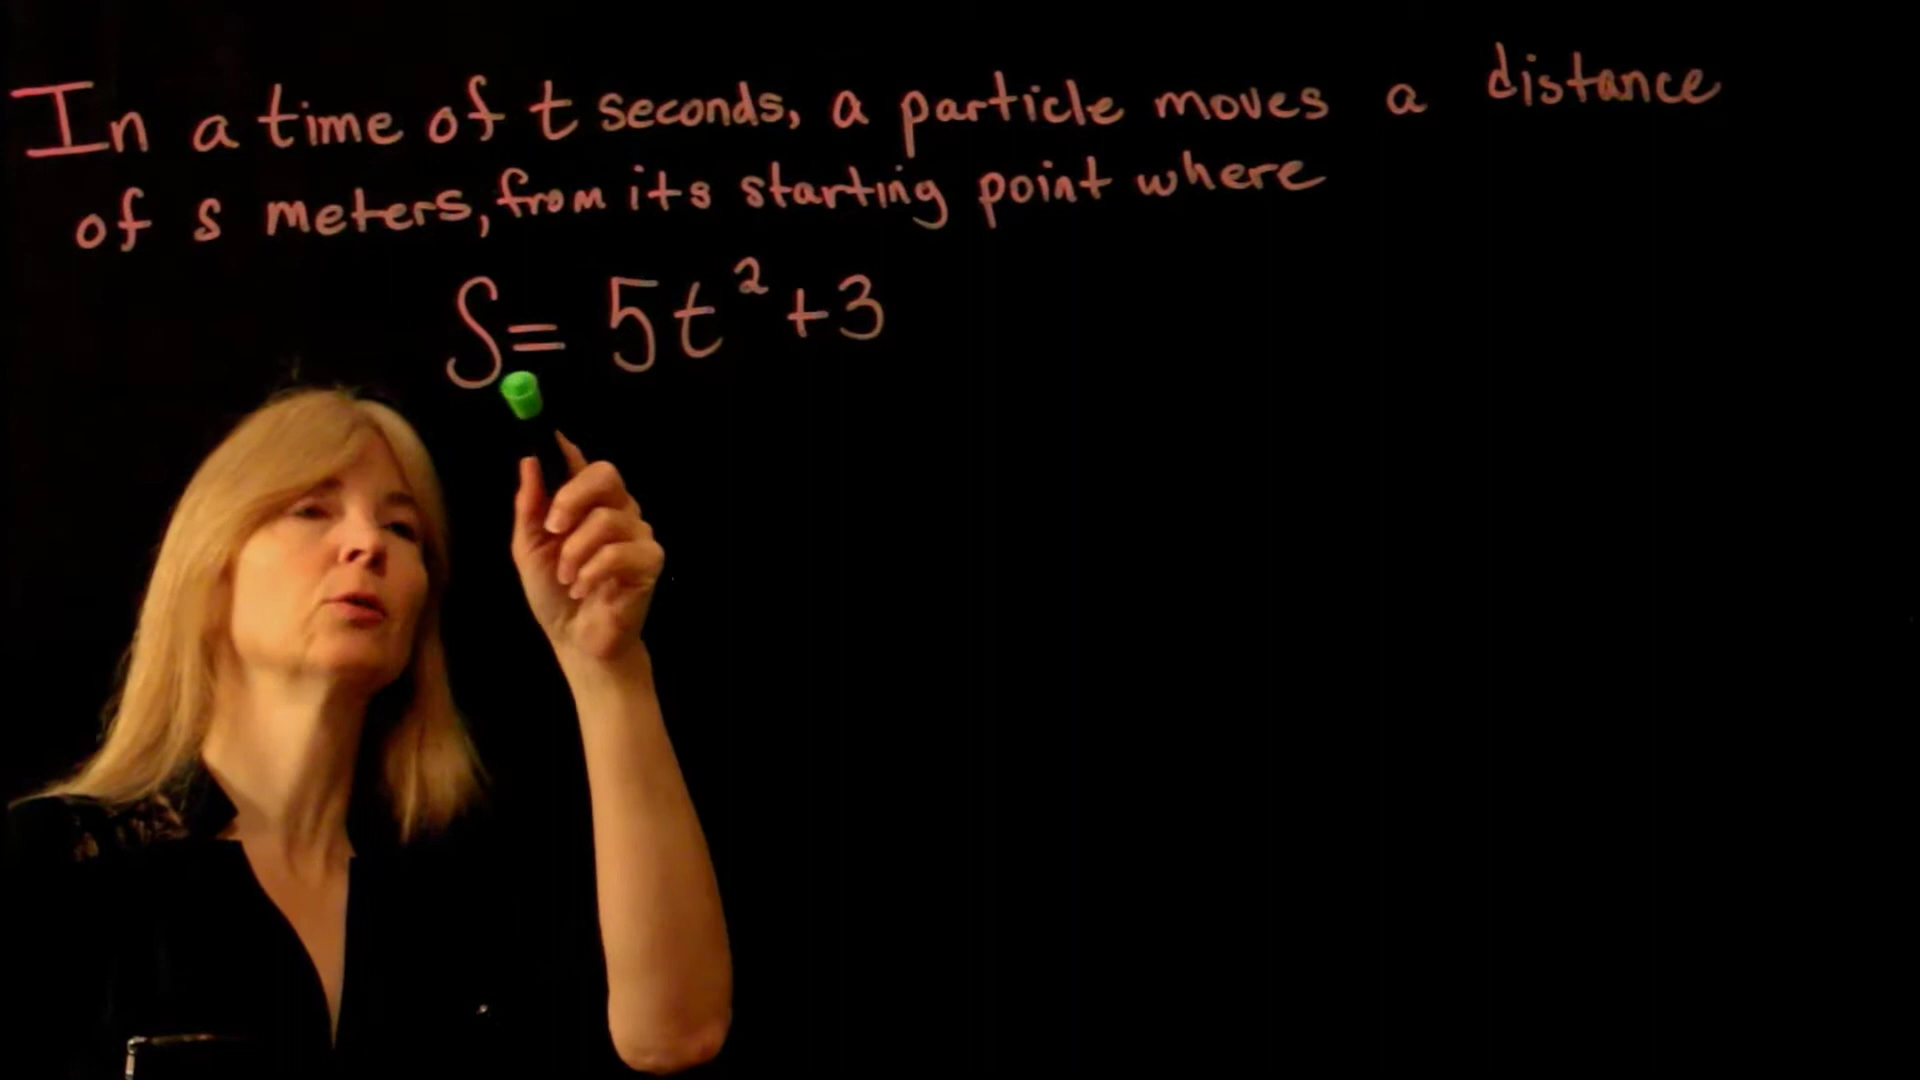 In a time of t seconds, a particle moves a distance
of s meters, from its starting point where
S= 5t²+3